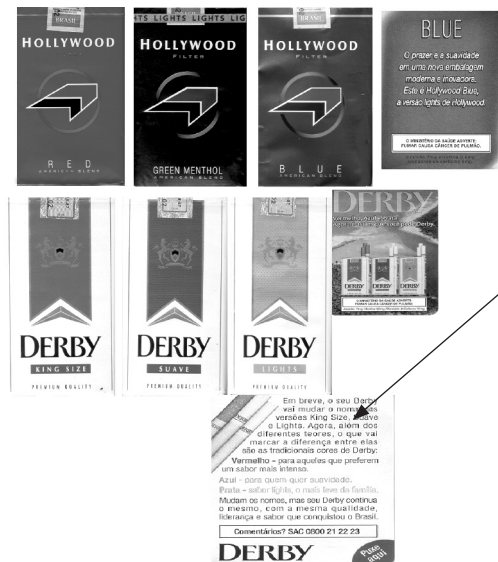 BRASIL
HOLLYWOOD
FILTER
RED
AMERICAN BLEND
HTS LIGHTS LIGHTS LIG
HOLLYWOOD
FILTER
GREEN MENTHOL
AMERICAN BLEND
BRASIL
HOLLYWOOD
FILTER
BLUE
AMERICAN BLEND
BLUE
O prazer e a suavidade
em uma nova embalagem
moderna e inovadora.
Este é Hollywood Blue,
a versão lights de Hollywood.
O MINISTÉRIO DA SAÚDE ADVERTE:
FUMAR CAUSA CÂNCER DE PULMÃO.
DERBY
KING SIZE
PREMIUM QUALITY
DERBY
SUAVE
PREMIUM QUALITY
DERBY
LIGHTS
PREMIUM QUALITY
DERBY
Derby.
DERBY DERBY DERBY
O MINISTÉRIO DA SAÚDE ADVERTE:
Em breve, o seu Derby
vai mudar o nome das
versões King Size, Suave
e Lights. Agora, além dos
diferentes teores, o que vai
marcar a diferença entre elas
são as tradicionais cores de Derby:
Vermelho – para aqueles que preferem
um sabor mais intenso.
Azul – para quem quer suavidade.
Prata – sabor lights, o mais leve da família.
Mudam os nomes, mas seu Derby continua
o mesmo, com a mesma qualidade,
liderança e sabor que conquistou o Brasil.
Comentários? SAC 0800 21 22 23
DERBY
Puxe
aqui